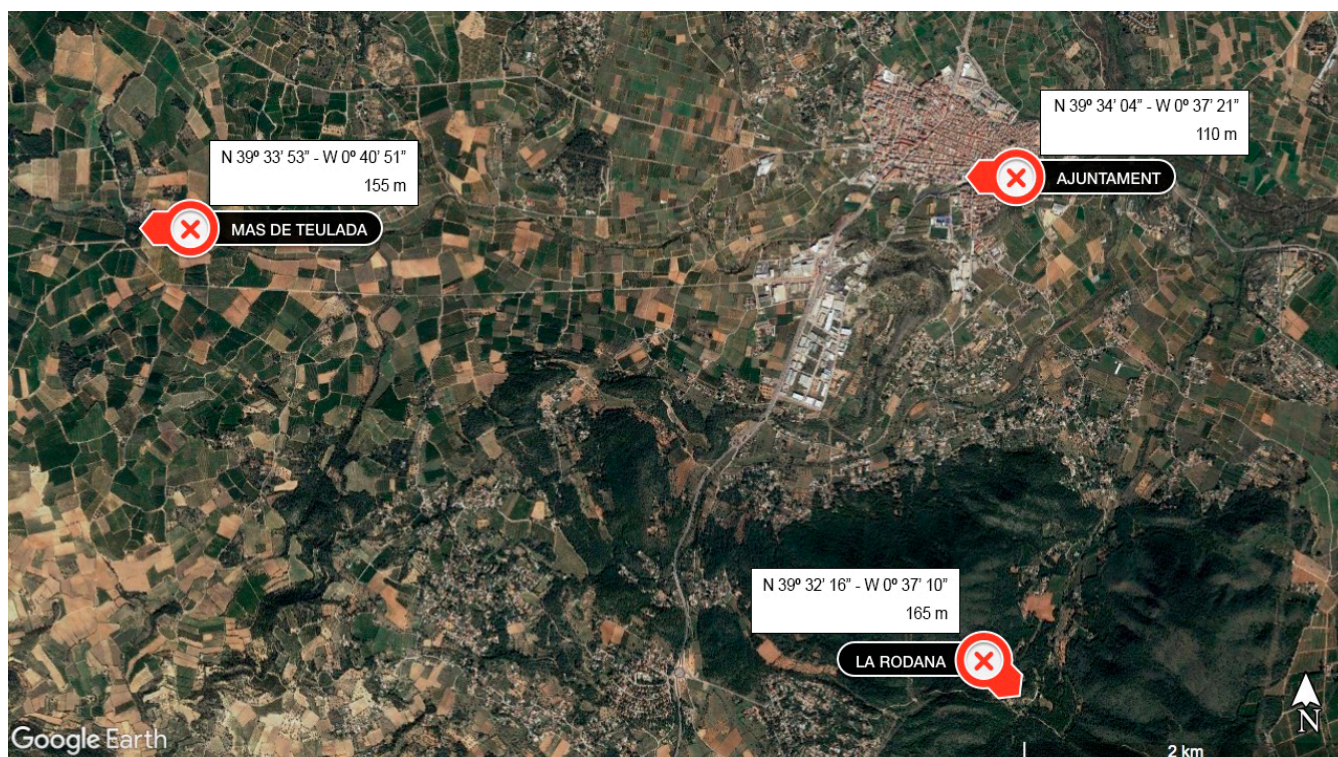 N 39º 34’ 04” - W 0º 37’ 21”
110 m
AJUNTAMENT
N 39º 33’ 53” - W 0º 40’ 51”
155 m
MAS DE TEULADA
N 39º 32’ 16” - W 0º 37’ 10”
165 m
LA RODANA
N
Google Earth
2 km